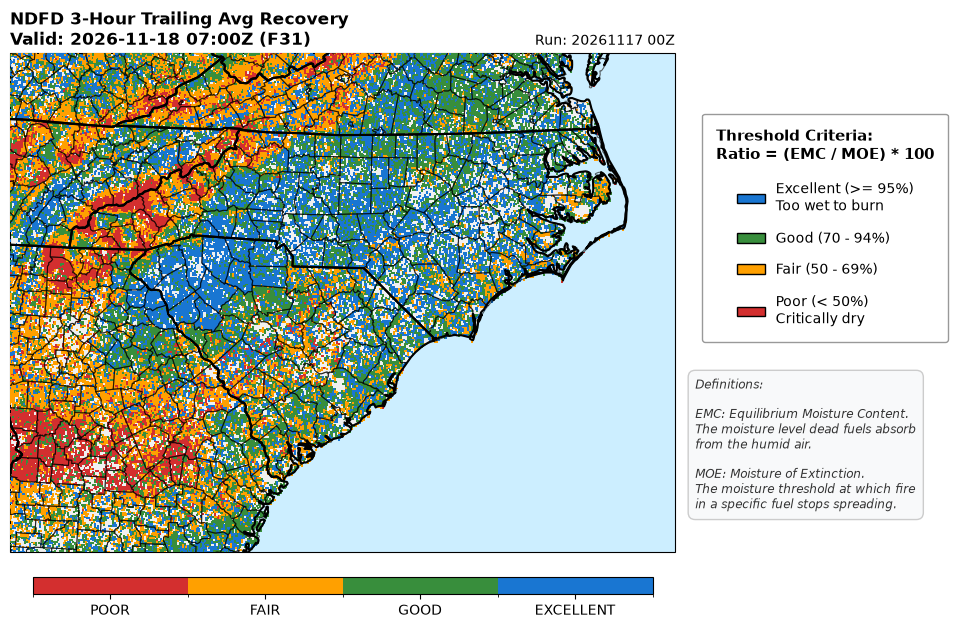 NDFD 3-Hour Trailing Avg Recovery
Valid: 2026-11-18 07:00Z (F31)
Run: 20261117 00Z
Threshold Criteria:
Ratio = (EMC / MOE) * 100
Excellent (>= 95%)
Too wet to burn
Good (70 - 94%)
Fair (50 - 69%)
Poor (< 50%)
Critically dry
Definitions:
EMC: Equilibrium Moisture Content.
The moisture level dead fuels absorb
from the humid air.
MOE: Moisture of Extinction.
The moisture threshold at which fire
in a specific fuel stops spreading.
POOR
FAIR
GOOD
EXCELLENT